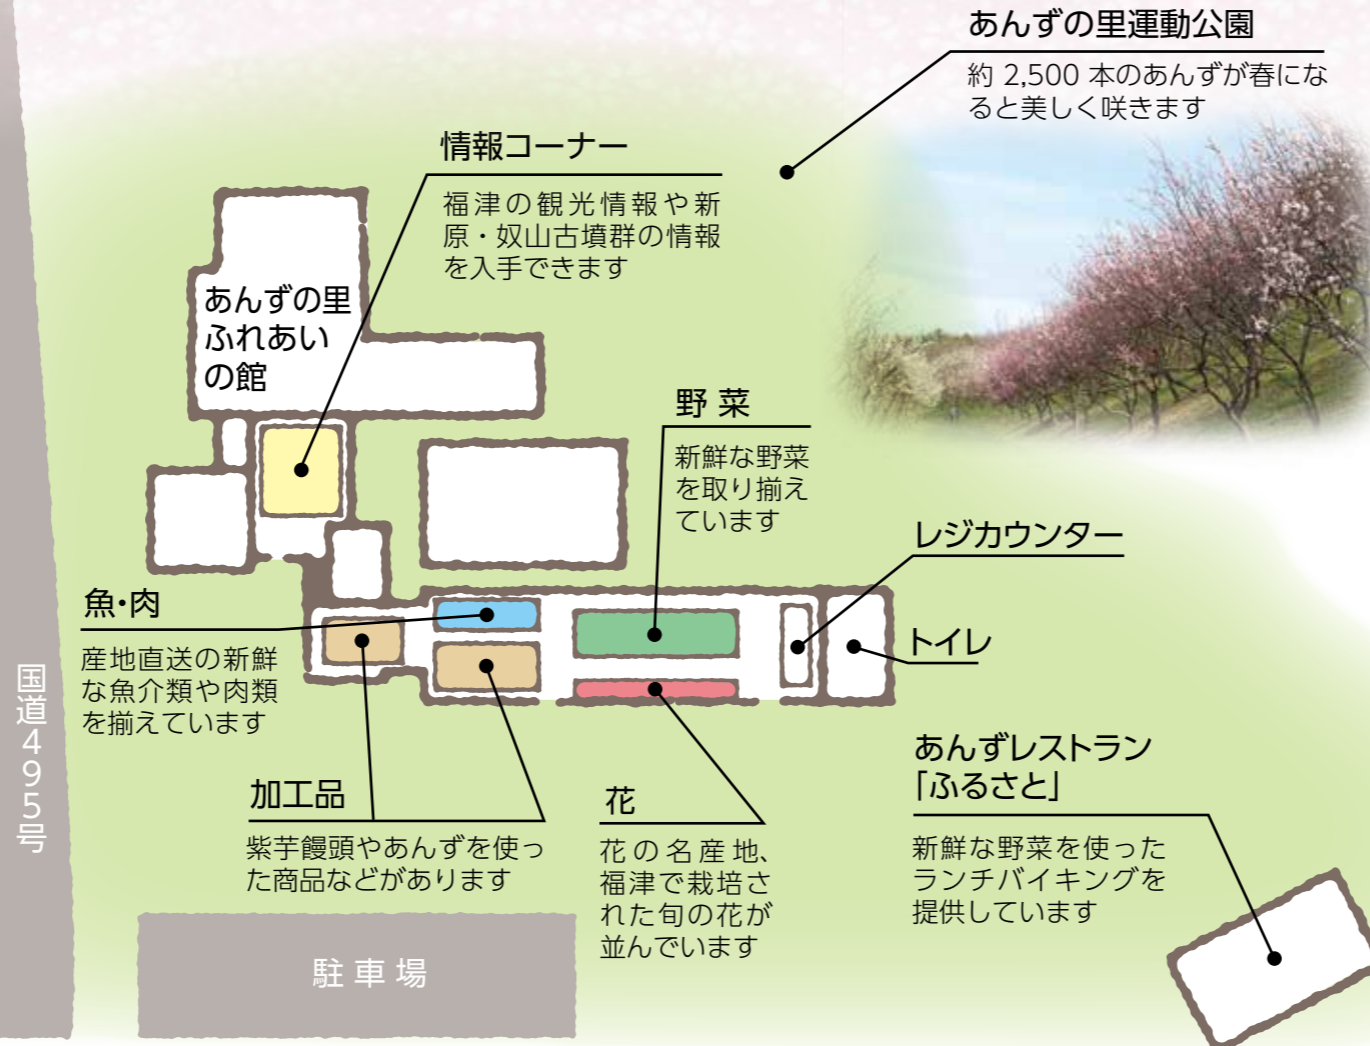 あんずの里運動公園
約 2,500 本のあんずが春にな
ると美しく咲きます
情報コーナー
福津の観光情報や新
原・奴山古墳群の情報
を入手できます
あんずの里
ふれあい
の館
野 菜
新鮮な野菜
を取り揃え
ています
レジカウンター
トイレ
魚・肉
産地直送の新鮮
な魚介類や肉類
を揃えています
国道495号
加工品
紫芋饅頭やあんずを使っ
た商品などがあります
花
花の名産地、
福津で栽培さ
れた旬の花が
並んでいます
あんずレストラン
「ふるさと」
新鮮な野菜を使った
ランチバイキングを
提供しています
駐車場